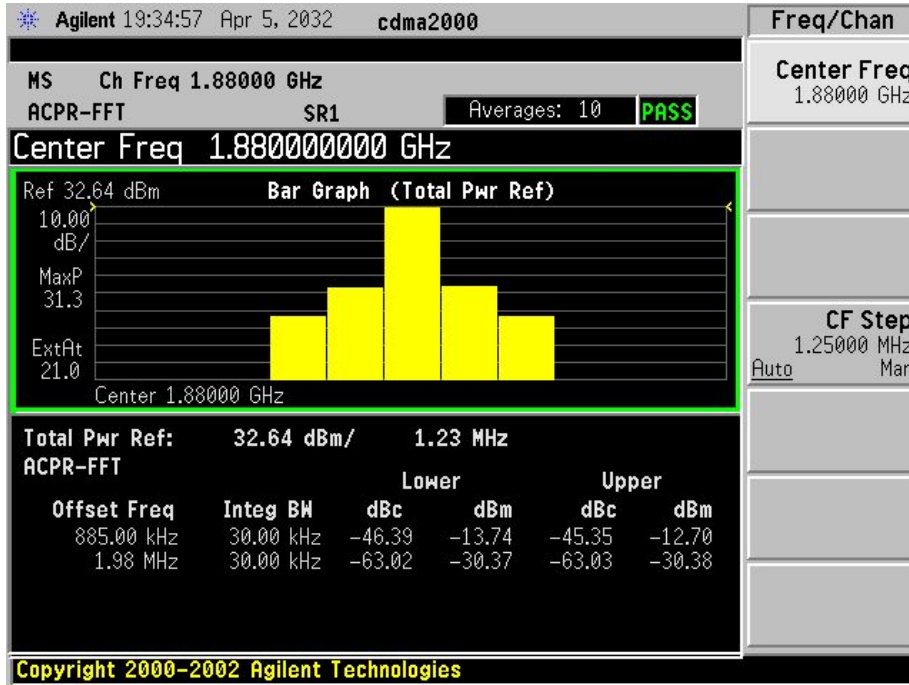 Agilent 19:34:57 Apr 5, 2032 cdma2000 Freq/Chan
MS Ch Freq 1.88000 GHz
ACPR-FFT SR1 Averages: 10 PASS
Center Freq 1.880000000 GHz
Ref 32.64 dBm Bar Graph (Total Pwr Ref)
10.00
dB/
MaxP
31.3
ExtAt
21.0
Center 1.88000 GHz
Total Pwr Ref: 32.64 dBm/ 1.23 MHz
ACPR-FFT
Lower Upper
Offset Freq Integ BW dBc dBm dBc dBm
885.00 kHz 30.00 kHz -46.39 -13.74 -45.35 -12.70
1.98 MHz 30.00 kHz -63.02 -30.37 -63.03 -30.38
Center Freq
1.88000 GHz
CF Step
1.25000 MHz
Auto Man
Copyright 2000-2002 Agilent Technologies